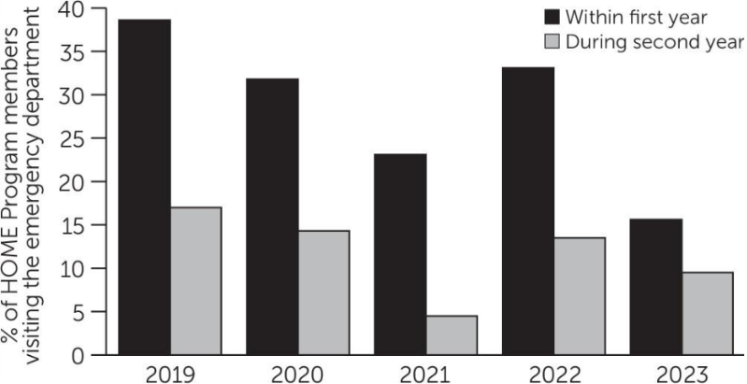 % of HOME Program members
visiting the emergency department
40
35
30
25
20
15
10
5
0
Within first year
During second year
2019 2020 2021 2022 2023